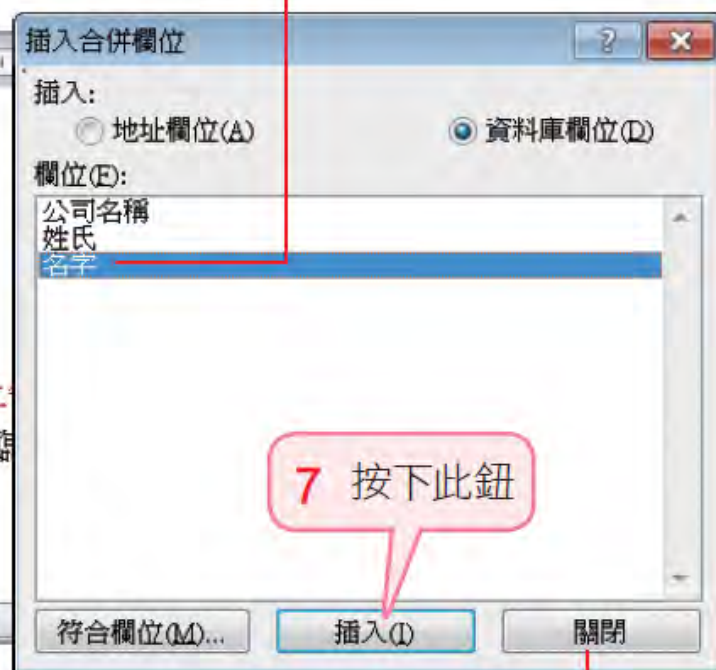 插入合併欄位
插入:
地址欄位(A) 資料庫欄位(D)
欄位(F):
公司名稱
姓氏
名字
7 按下此鈕
符合欄位(M)... 插入(I) 關閉